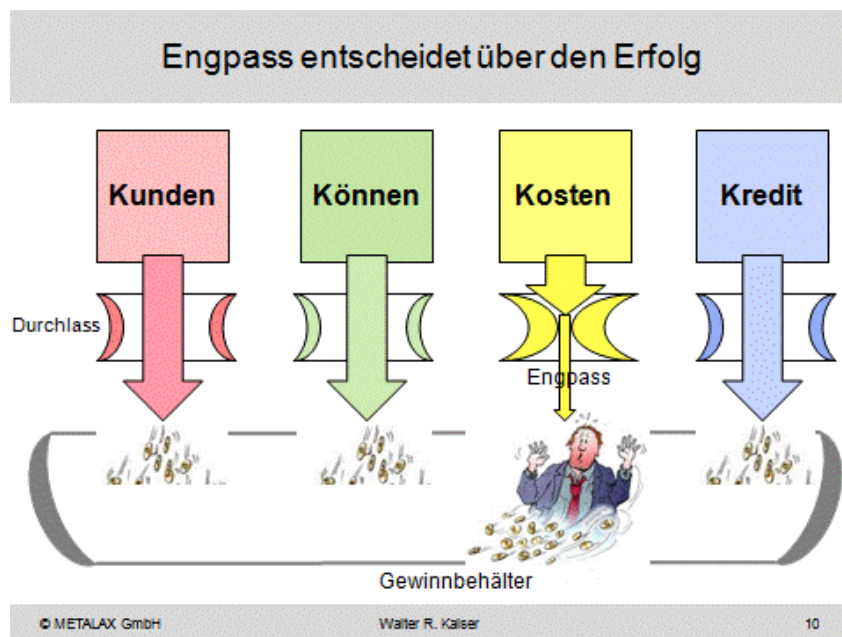 Engpass entscheidet über den Erfolg
Kunden
Können
Kosten
Kredit
Durchlass
Engpass
Gewinnbehälter
© METALAX GmbH
Walter R. Kaiser
10